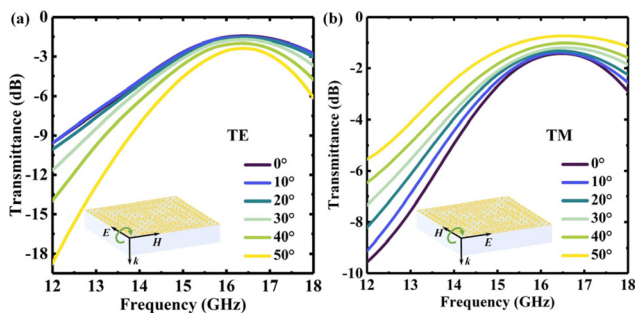 (a)
0
-3
-6
-9
-12
-15
-18
Transmittance (dB)
TE
0°
10°
20°
30°
40°
50°
E
H
k
12 13 14 15 16 17 18
Frequency (GHz)
(b)
0
-2
-4
-6
-8
-10
Transmittance (dB)
TM
0°
10°
20°
30°
40°
50°
H
E
k
12 13 14 15 16 17 18
Frequency (GHz)